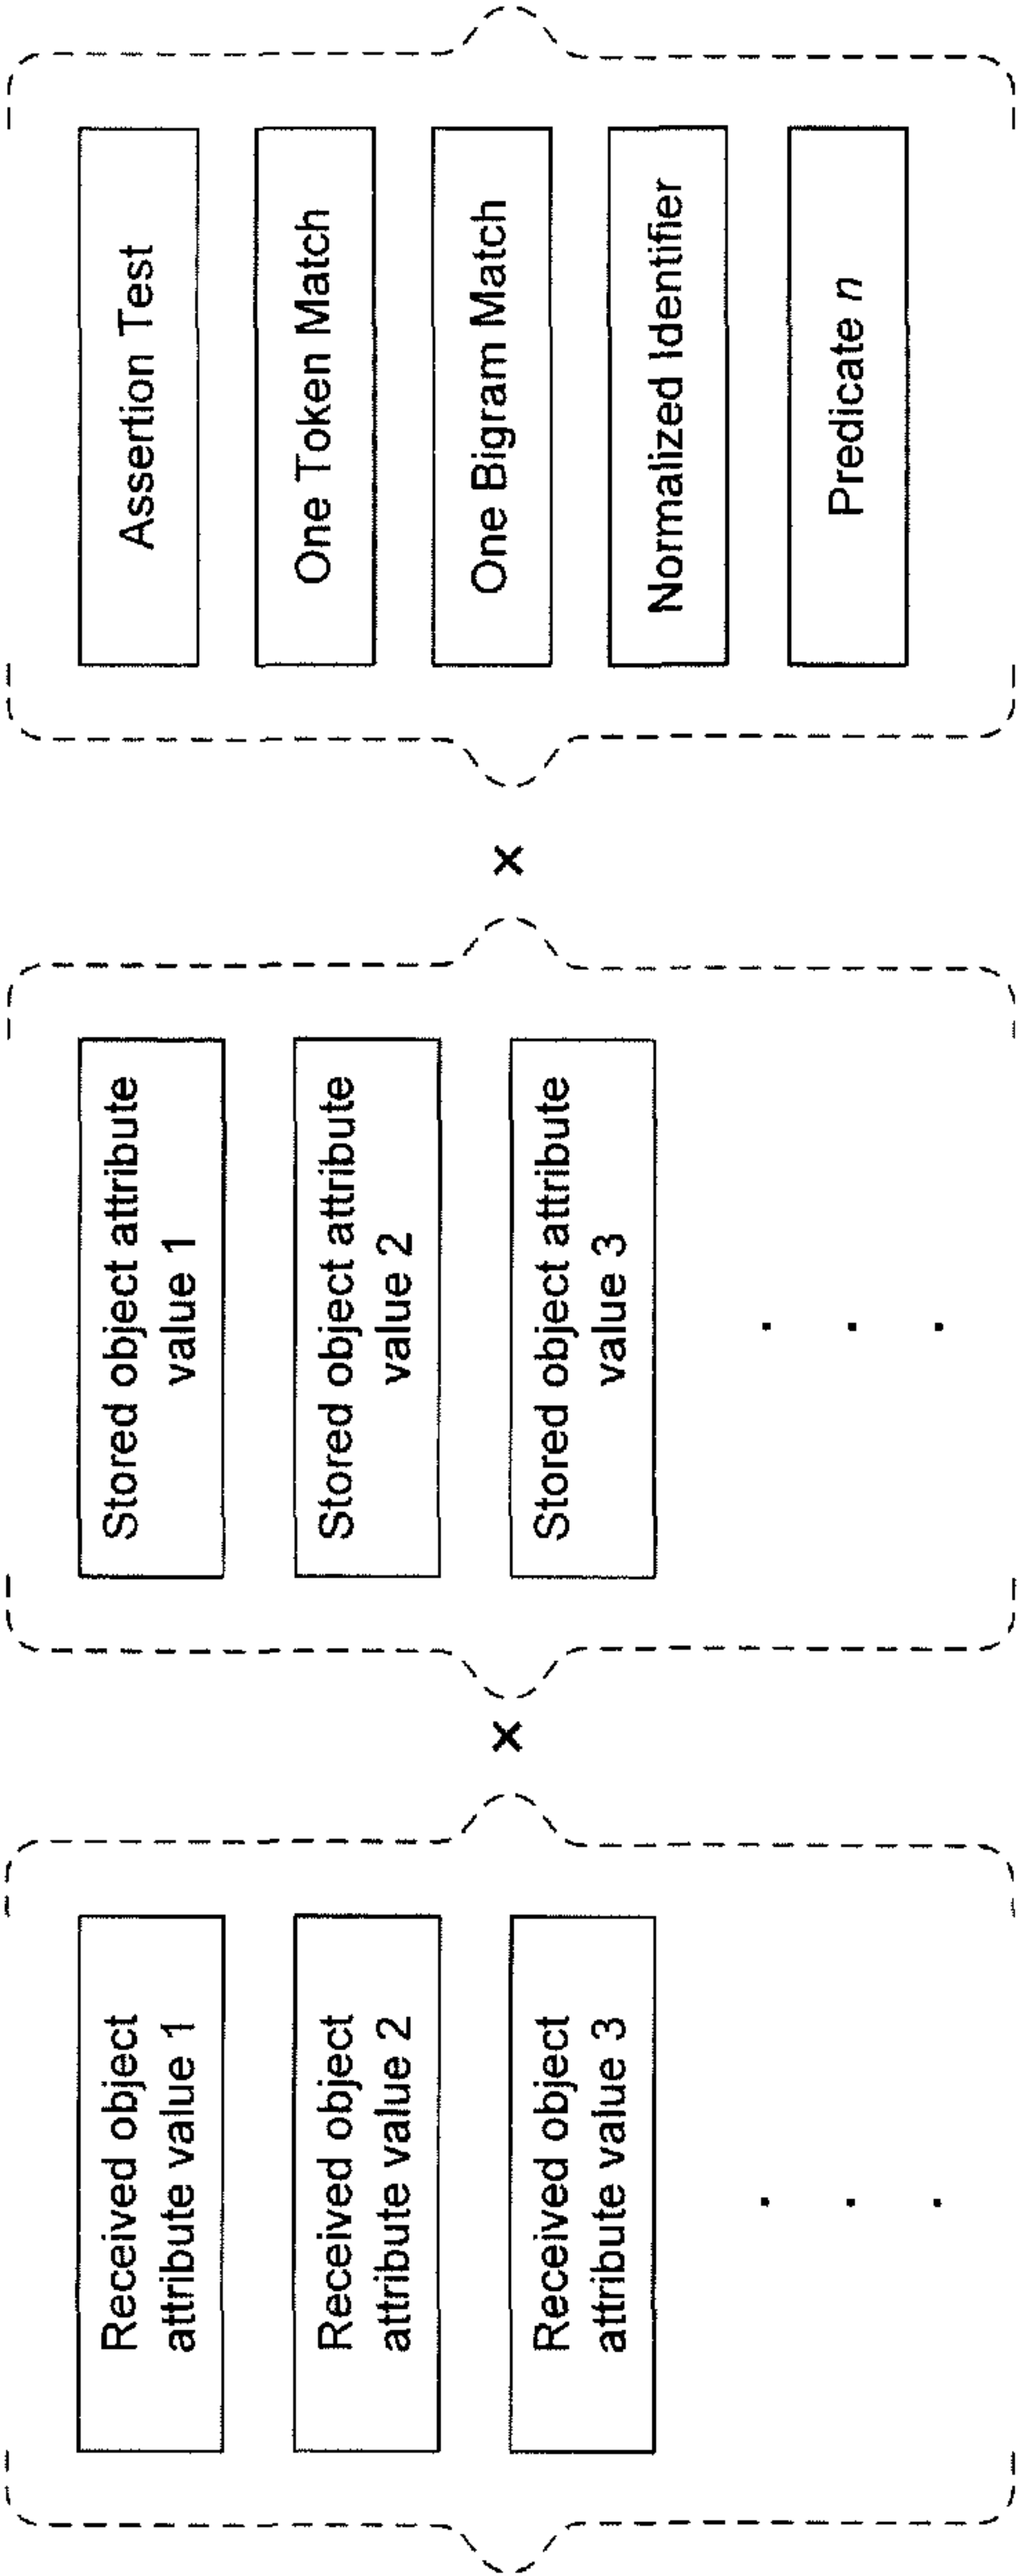 Received object
attribute value 1
Received object
attribute value 2
Received object
attribute value 3
. . .
×
Stored object attribute
value 1
Stored object attribute
value 2
Stored object attribute
value 3
. . .
×
Assertion Test
One Token Match
One Bigram Match
Normalized Identifier
Predicate n